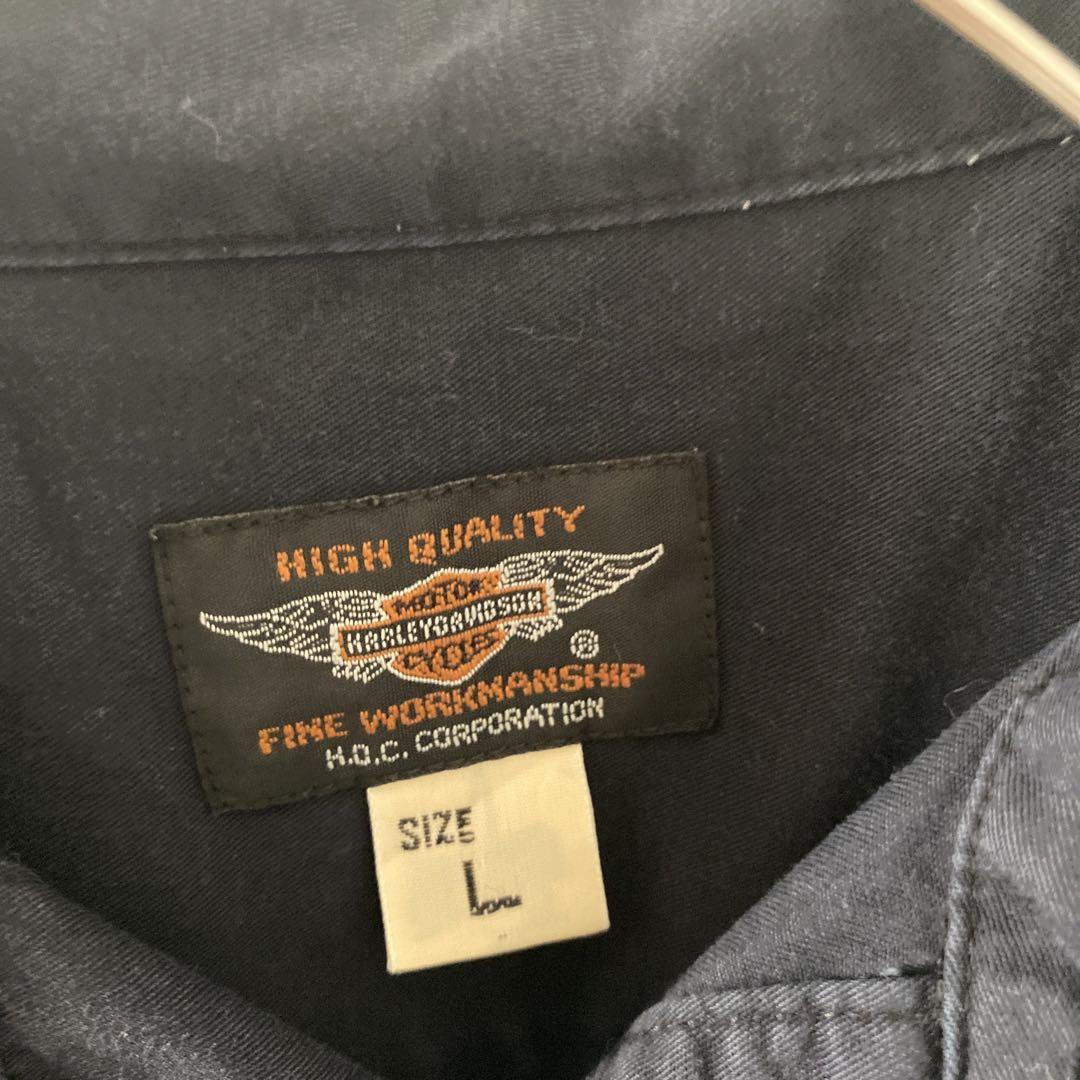 HIGH QUALITY
MOTOR
HARLEY-DAVIDSON
CYCLES
®
FINE WORKMANSHIP
H.D.C. CORPORATION
SIZE
L